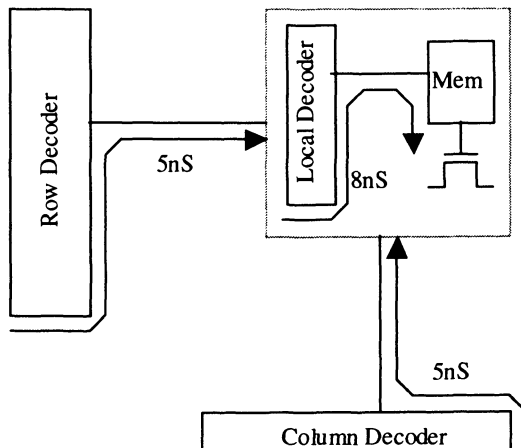 Row Decoder
5nS
Local Decoder
Mem
8nS
5nS
Column Decoder